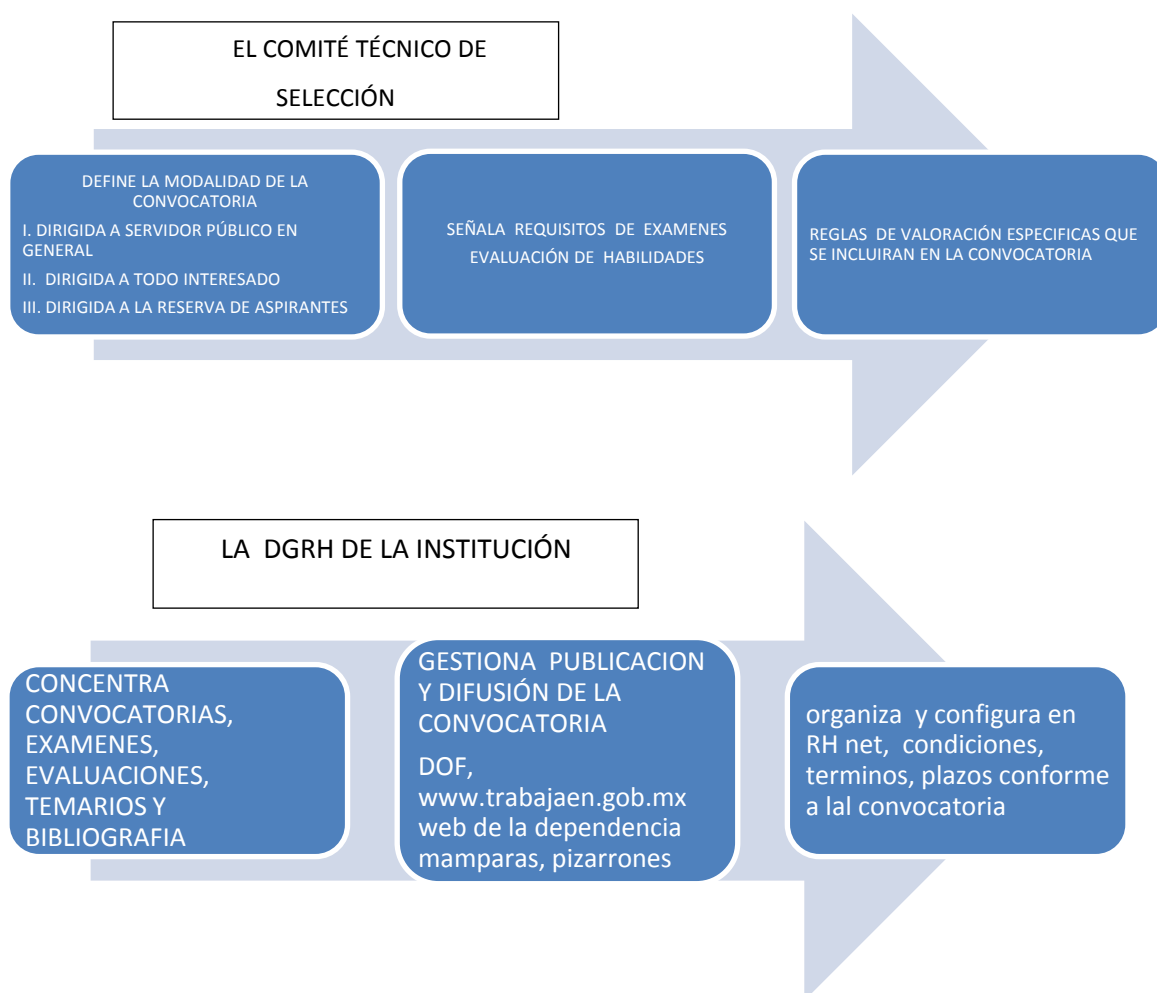 EL COMITÉ TÉCNICO DE
SELECCIÓN
DEFINE LA MODALIDAD DE LA
CONVOCATORIA
I. DIRIGIDA A SERVIDOR PÚBLICO EN
GENERAL
II. DIRIGIDA A TODO INTERESADO
III. DIRIGIDA A LA RESERVA DE ASPIRANTES
SEÑALA REQUISITOS DE EXAMENES
EVALUACIÓN DE HABILIDADES
REGLAS DE VALORACIÓN ESPECIFICAS QUE
SE INCLUIRAN EN LA CONVOCATORIA
LA DGRH DE LA INSTITUCIÓN
CONCENTRA
CONVOCATORIAS,
EXAMENES,
EVALUACIONES,
TEMARIOS Y
BIBLIOGRAFIA
GESTIONA PUBLICACION
Y DIFUSIÓN DE LA
CONVOCATORIA
DOF,
www.trabajaen.gob.mx
web de la dependencia
mamparas, pizarrones
organiza y configura en
RH net, condiciones,
terminos, plazos conforme
a lal convocatoria